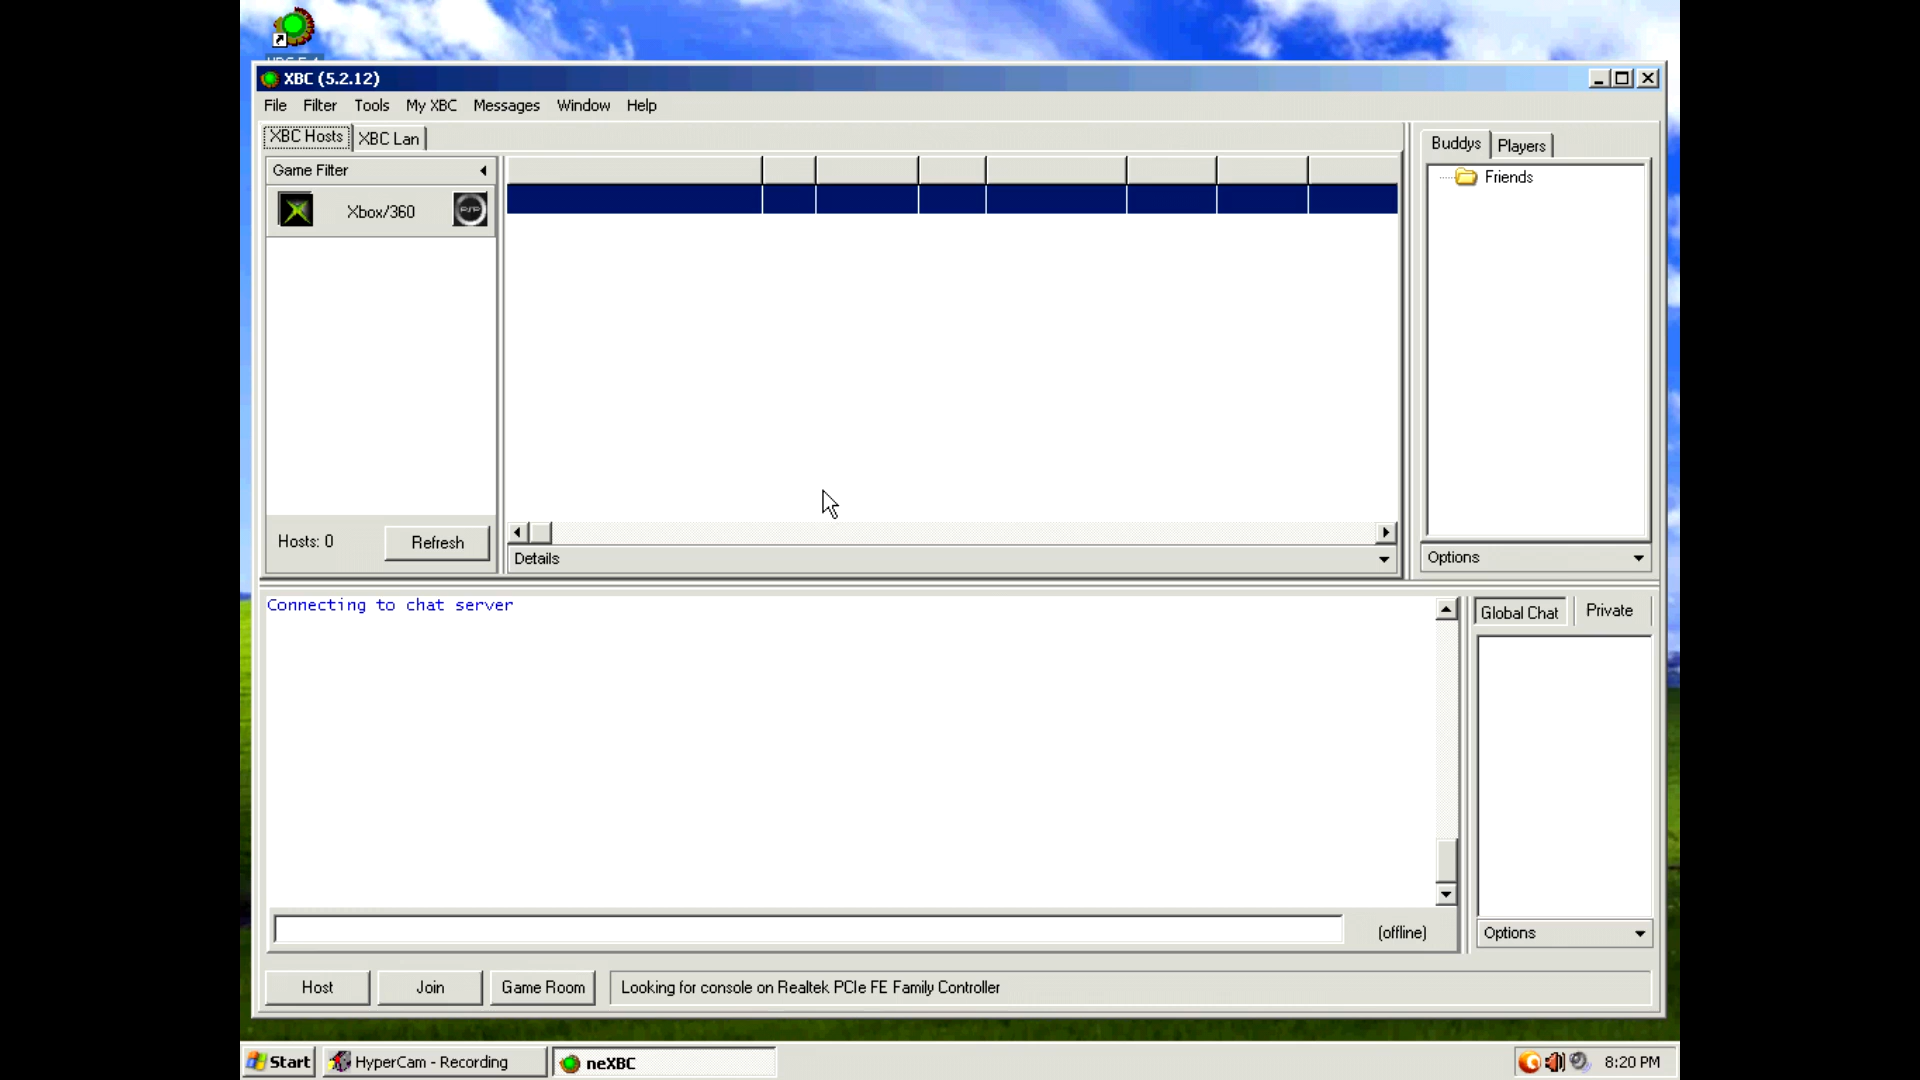 XBC (5.2.12)
File Filter Tools My XBC Messages Window Help
XBC Hosts XBC Lan
Buddys Players
Game Filter
Friends
Xbox/360
PSP
Hosts: 0
Refresh
Details
Options
Connecting to chat server
Global Chat Private
(offline)
Options
Host Join Game Room Looking for console on Realtek PCIe FE Family Controller
Start HyperCam - Recording neXBC 8:20 PM